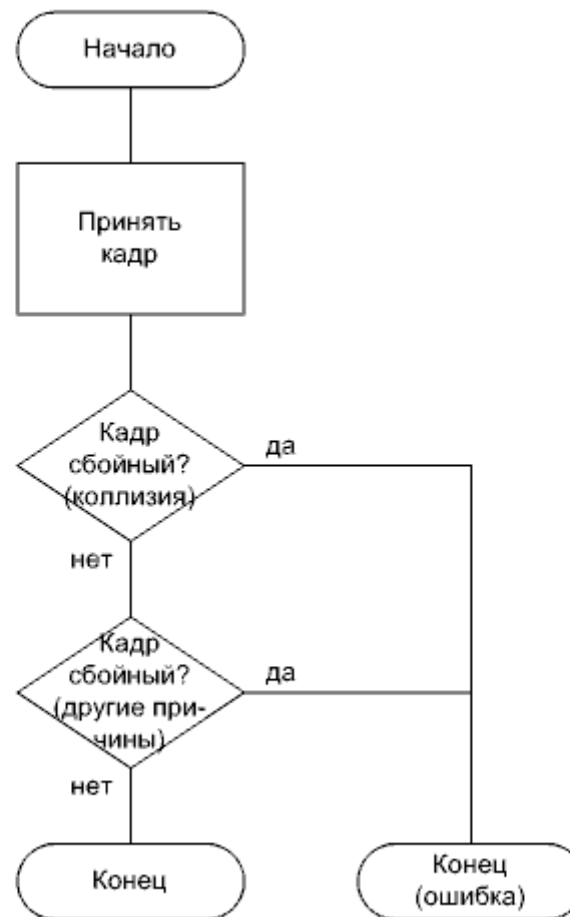 Начало
Принять
кадр
Кадр
сбойный?
(коллизия)
да
нет
Кадр
сбойный?
(другие при-
чины)
да
нет
Конец
Конец
(ошибка)